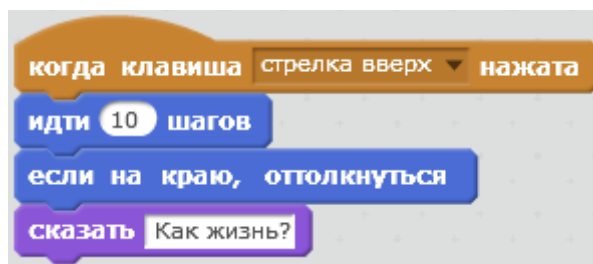 когда клавиша стрелка вверх нажата
идти 10 шагов
если на краю, оттолкнуться
сказать Как жизнь?